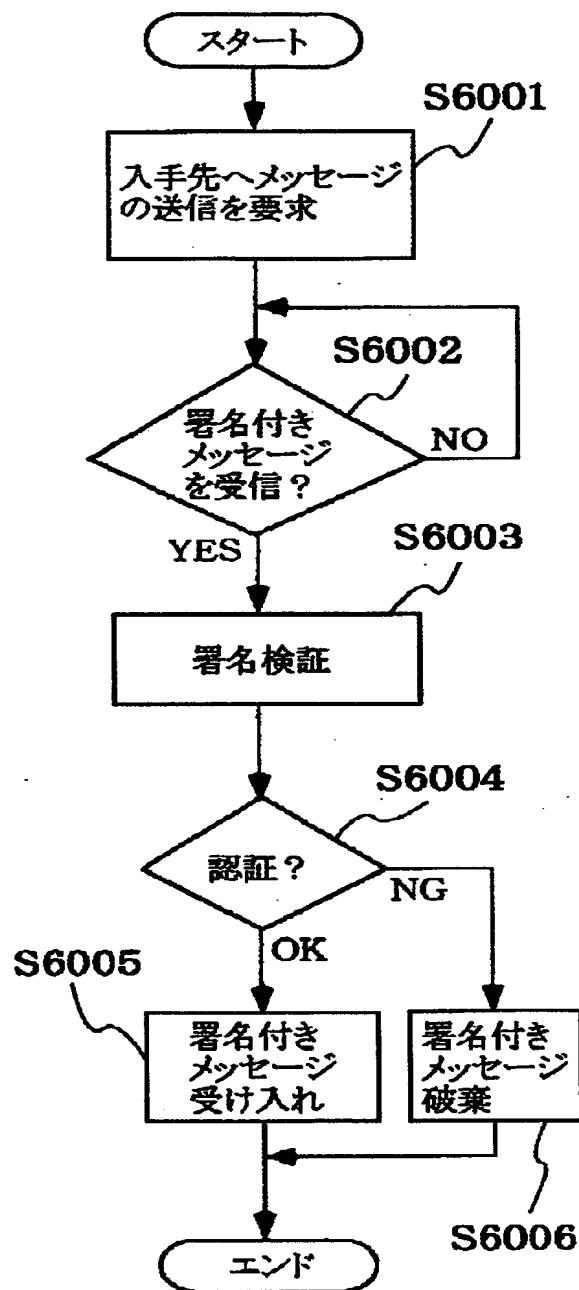 スタート
S6001
入手先へメッセージ
の送信を要求
S6002
署名付き
メッセージ
を受信？
NO
YES
S6003
署名検証
S6004
認証？
NG
OK
S6005
署名付き
メッセージ
受け入れ
署名付き
メッセージ
破棄
S6006
エンド